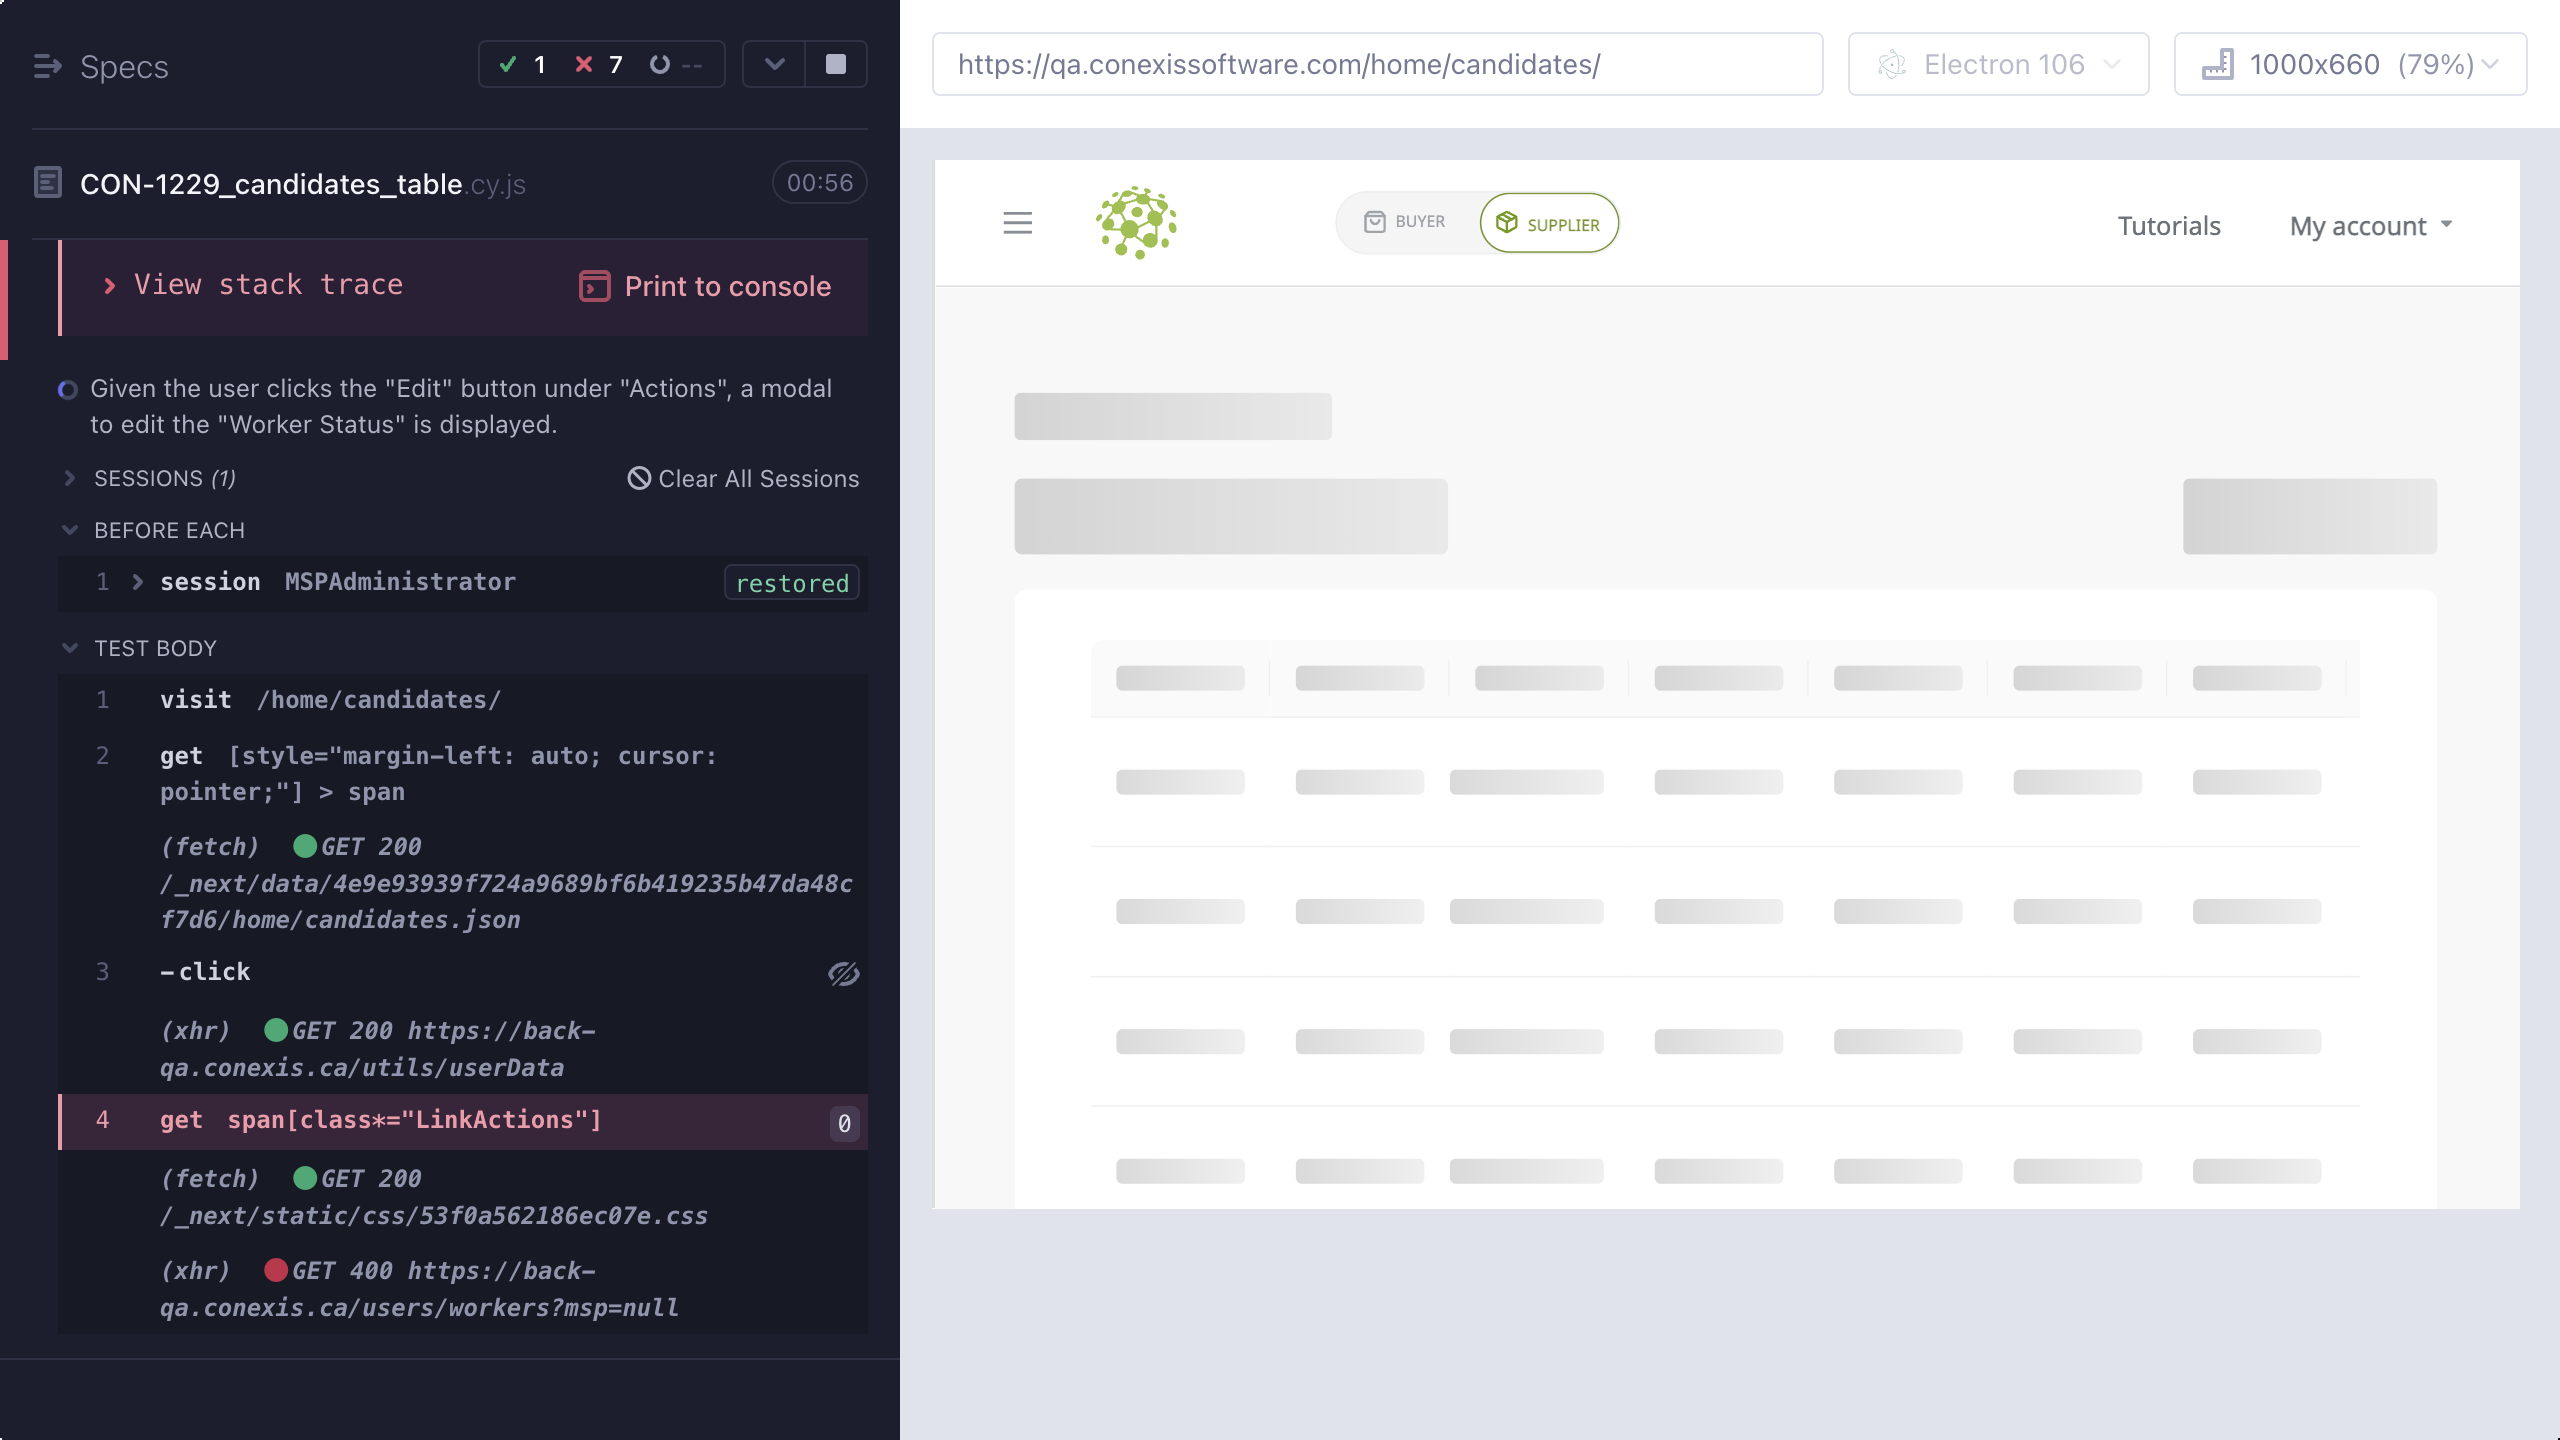 Specs
1 7 --
CON-1229_candidates_table.cy.js 00:56
View stack trace Print to console
Given the user clicks the "Edit" button under "Actions", a modal
to edit the "Worker Status" is displayed.
SESSIONS (1) Clear All Sessions
BEFORE EACH
1 session MSPAdministrator restored
TEST BODY
1 visit /home/candidates/
2 get [style="margin-left: auto; cursor:
pointer;"] > span
(fetch) GET 200
/_next/data/4e9e93939f724a9689bf6b419235b47da48c
f7d6/home/candidates.json
3 -click
(xhr) GET 200 https://back-
qa.conexis.ca/utils/userData
4 get span[class*="LinkActions"] 0
(fetch) GET 200
/_next/static/css/53f0a562186ec07e.css
(xhr) GET 400 https://back-
qa.conexis.ca/users/workers?msp=null
https://qa.conexissoftware.com/home/candidates/
Electron 106
1000x660 (79%)
BUYER
SUPPLIER
Tutorials
My account